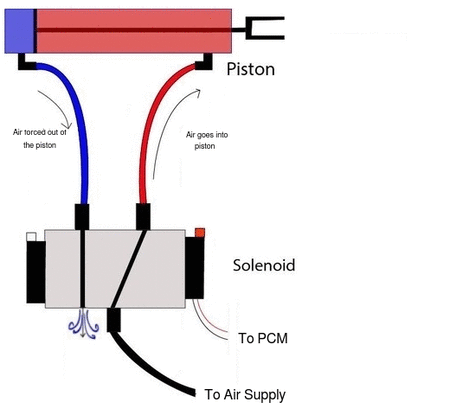 Piston
Air forced out of
the piston
Air goes into
piston
Solenoid
To PCM
To Air Supply